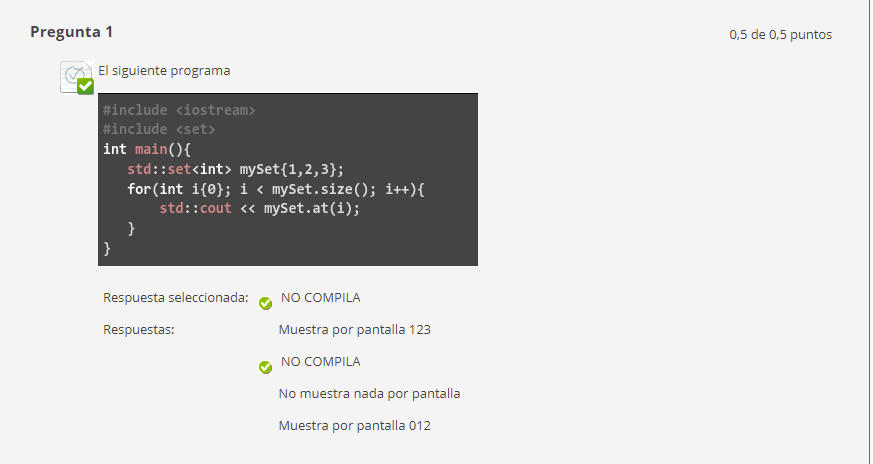 Pregunta 1
0,5 de 0,5 puntos
El siguiente programa
#include <iostream>
#include <set>
int main(){
   std::set<int> mySet{1,2,3};
   for(int i{0}; i < mySet.size(); i++){
       std::cout << mySet.at(i);
   }
}
Respuesta seleccionada: NO COMPILA
Respuestas: Muestra por pantalla 123
NO COMPILA
No muestra nada por pantalla
Muestra por pantalla 012